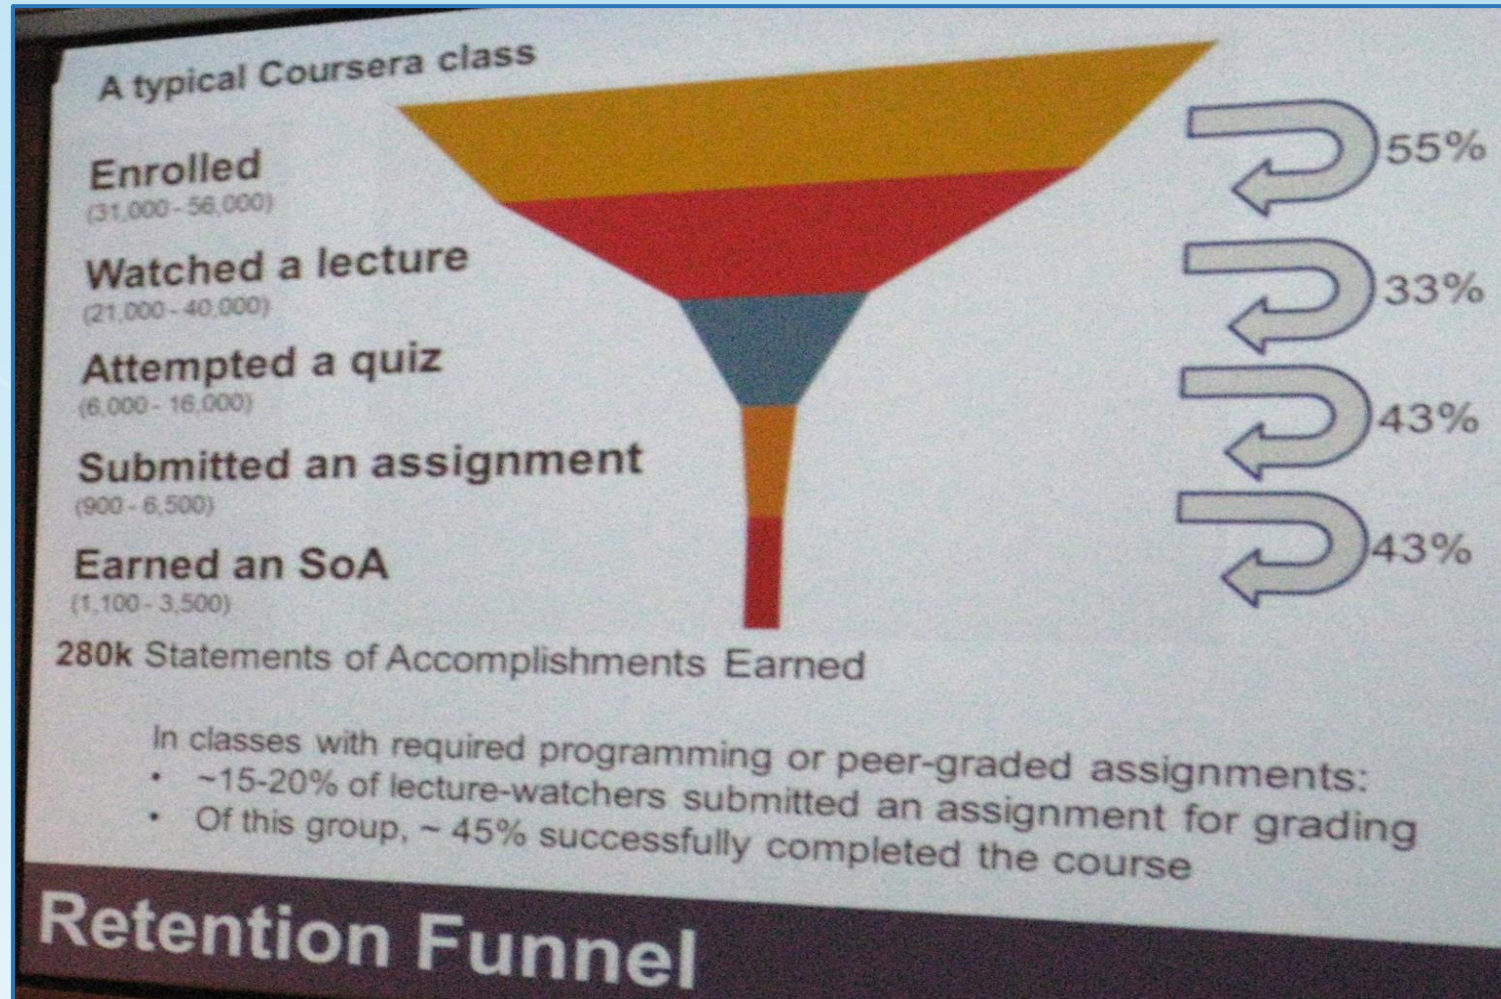 A typical Coursera class
Enrolled
(31,000 - 56,000)
55%
Watched a lecture
(21,000 - 40,000)
33%
Attempted a quiz
(6,000 - 16,000)
43%
Submitted an assignment
(900 - 6,500)
43%
Earned an SoA
(1,100 - 3,500)
280k Statements of Accomplishments Earned
In classes with required programming or peer-graded assignments:
• ~15-20% of lecture-watchers submitted an assignment for grading
• Of this group, ~ 45% successfully completed the course
Retention Funnel